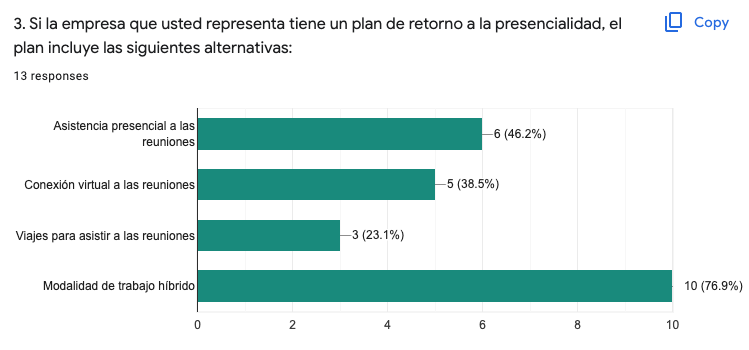 3. Si la empresa que usted representa tiene un plan de retorno a la presencialidad, el
plan incluye las siguientes alternativas:
Copy
13 responses
Asistencia presencial a las
reuniones
6 (46.2%)
Conexión virtual a las reuniones
5 (38.5%)
Viajes para asistir a las reuniones
3 (23.1%)
Modalidad de trabajo híbrido
10 (76.9%)
0 2 4 6 8 10